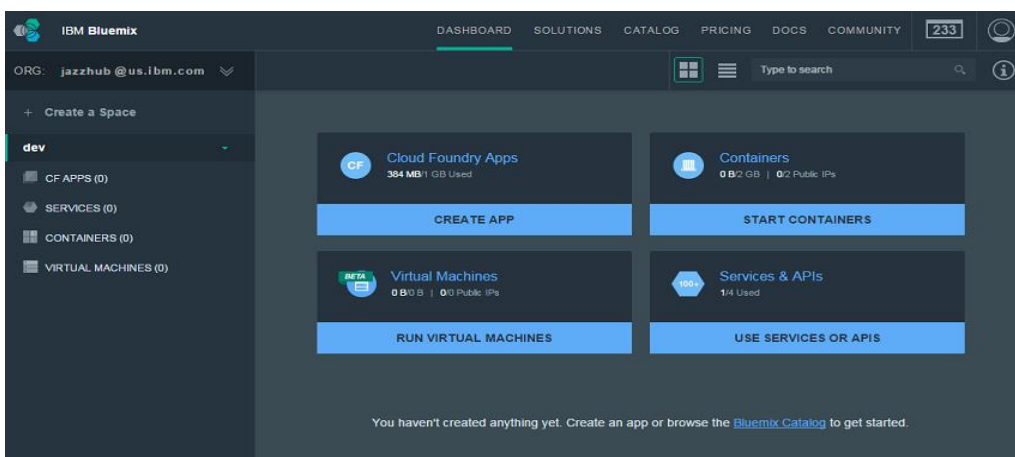 IBM Bluemix
DASHBOARD SOLUTIONS CATALOG PRICING DOCS COMMUNITY 233
ORG: jazzhub @us.ibm.com
Type to search
+ Create a Space
dev
CF APPS (0)
SERVICES (0)
CONTAINERS (0)
VIRTUAL MACHINES (0)
CF
Cloud Foundry Apps
384 MB/1 GB Used
CREATE APP
Containers
0 B/2 GB | 0/2 Public IPs
START CONTAINERS
BETA
Virtual Machines
0 B/0 B | 0/0 Public IPs
RUN VIRTUAL MACHINES
100+
Services & APIs
1/4 Used
USE SERVICES OR APIS
You haven't created anything yet. Create an app or browse the Bluemix Catalog to get started.